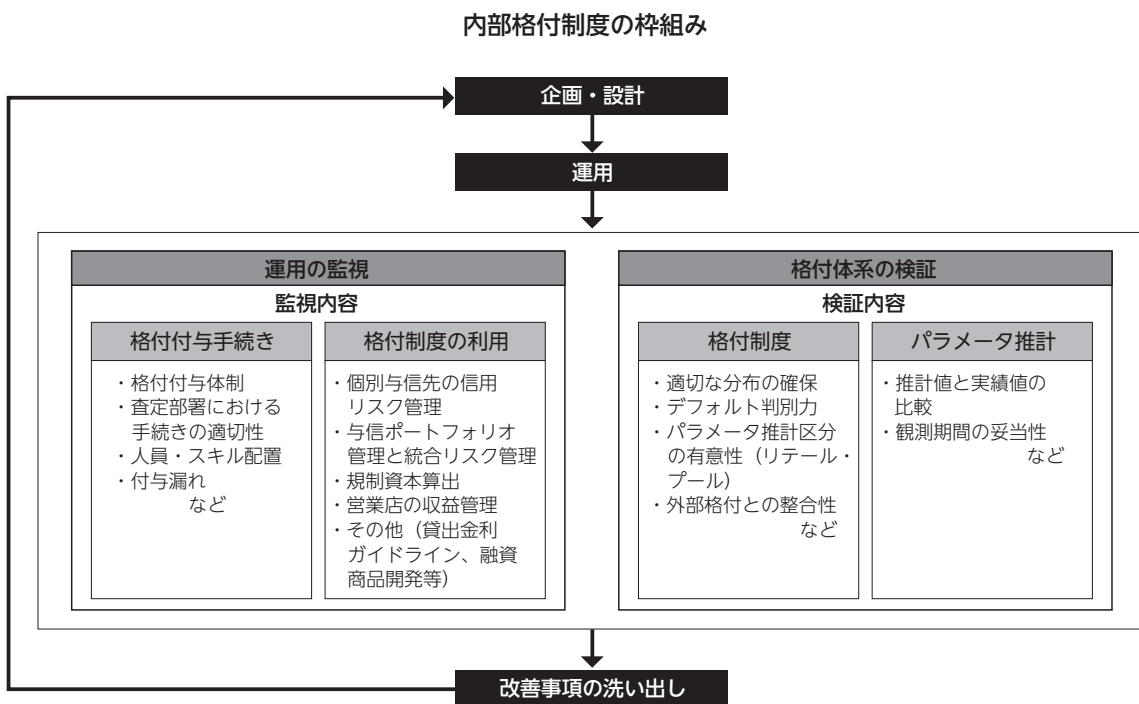 内部格付制度の枠組み
企画・設計
運用
運用の監視
監視内容
格付付与手続き
・格付付与体制
・査定部署における
手続きの適切性
・人員・スキル配置
・付与漏れ
など
格付制度の利用
・個別与信先の信用
リスク管理
・与信ポートフォリオ
管理と統合リスク管理
・規制資本算出
・営業店の収益管理
・その他（貸出金利
ガイドライン、融資
商品開発等）
格付体系の検証
検証内容
格付制度
・適切な分布の確保
・デフォルト判別力
・パラメータ推計区分
の有意性（リテール・
プール）
・外部格付との整合性
など
パラメータ推計
・推計値と実績値の
比較
・観測期間の妥当性
など
改善事項の洗い出し